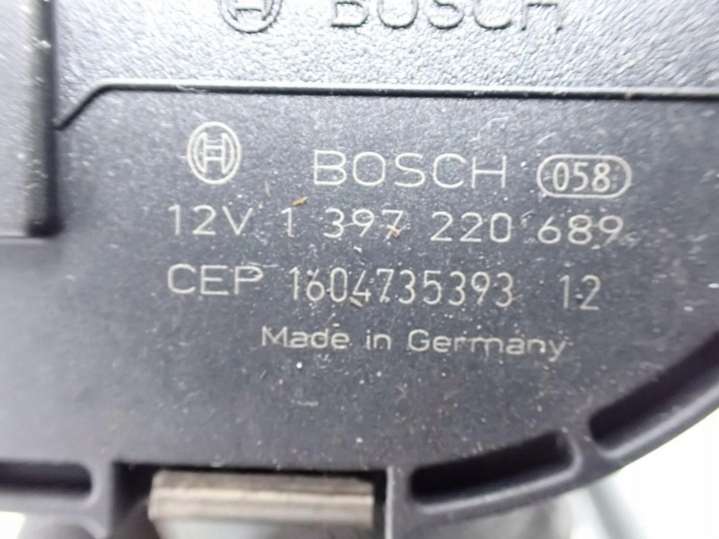 BOSCH
BOSCH 058
12V 1 397 220 689
CEP 1604735393 12
Made in Germany